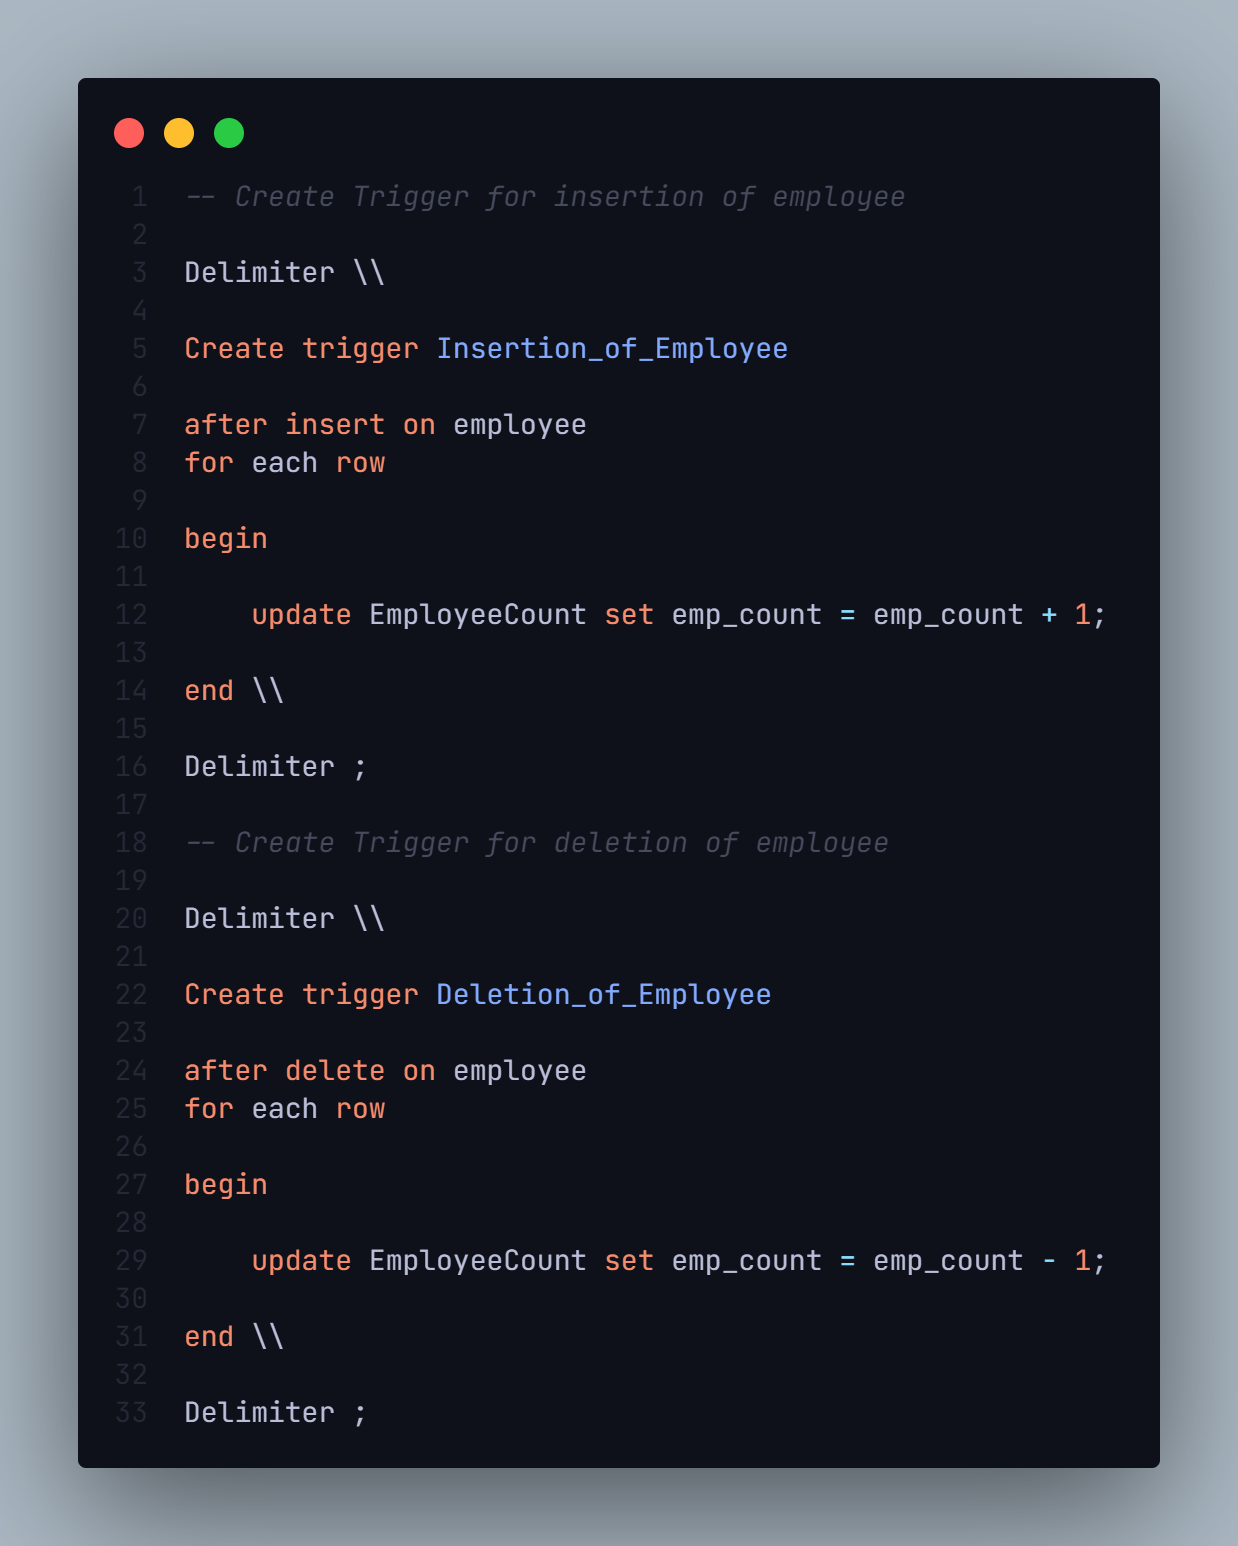 1 -- Create Trigger for insertion of employee
2
3 Delimiter \\
4
5 Create trigger Insertion_of_Employee
6
7 after insert on employee
8 for each row
9
10 begin
11
12     update EmployeeCount set emp_count = emp_count + 1;
13
14 end \\
15
16 Delimiter ;
17
18 -- Create Trigger for deletion of employee
19
20 Delimiter \\
21
22 Create trigger Deletion_of_Employee
23
24 after delete on employee
25 for each row
26
27 begin
28
29     update EmployeeCount set emp_count = emp_count - 1;
30
31 end \\
32
33 Delimiter ;